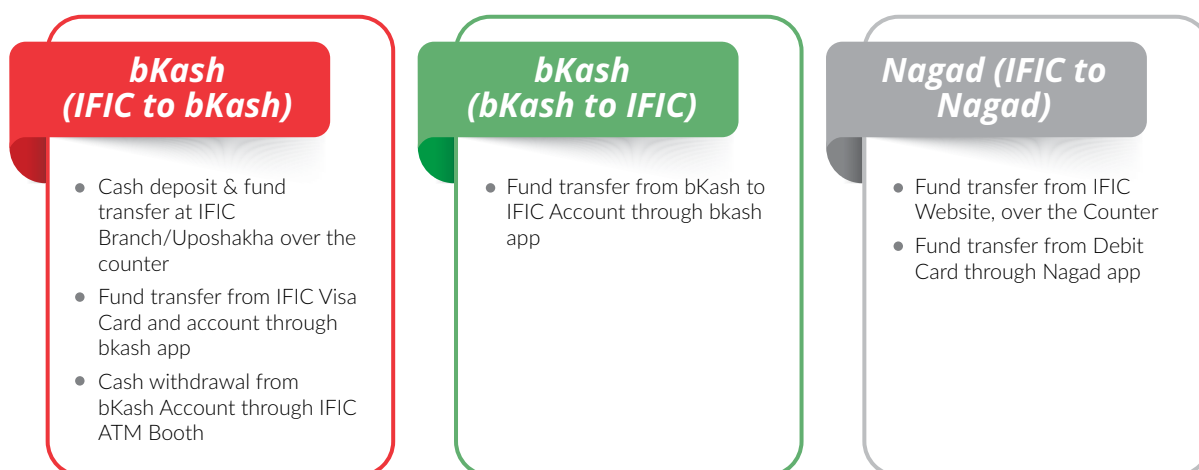 bKash
(IFIC to bKash)
• Cash deposit & fund
transfer at IFIC
Branch/Uposhakha over the
counter
• Fund transfer from IFIC Visa
Card and account through
bkash app
• Cash withdrawal from
bKash Account through IFIC
ATM Booth
bKash
(bKash to IFIC)
• Fund transfer from bKash to
IFIC Account through bkash
app
Nagad (IFIC to
Nagad)
• Fund transfer from IFIC
Website, over the Counter
• Fund transfer from Debit
Card through Nagad app